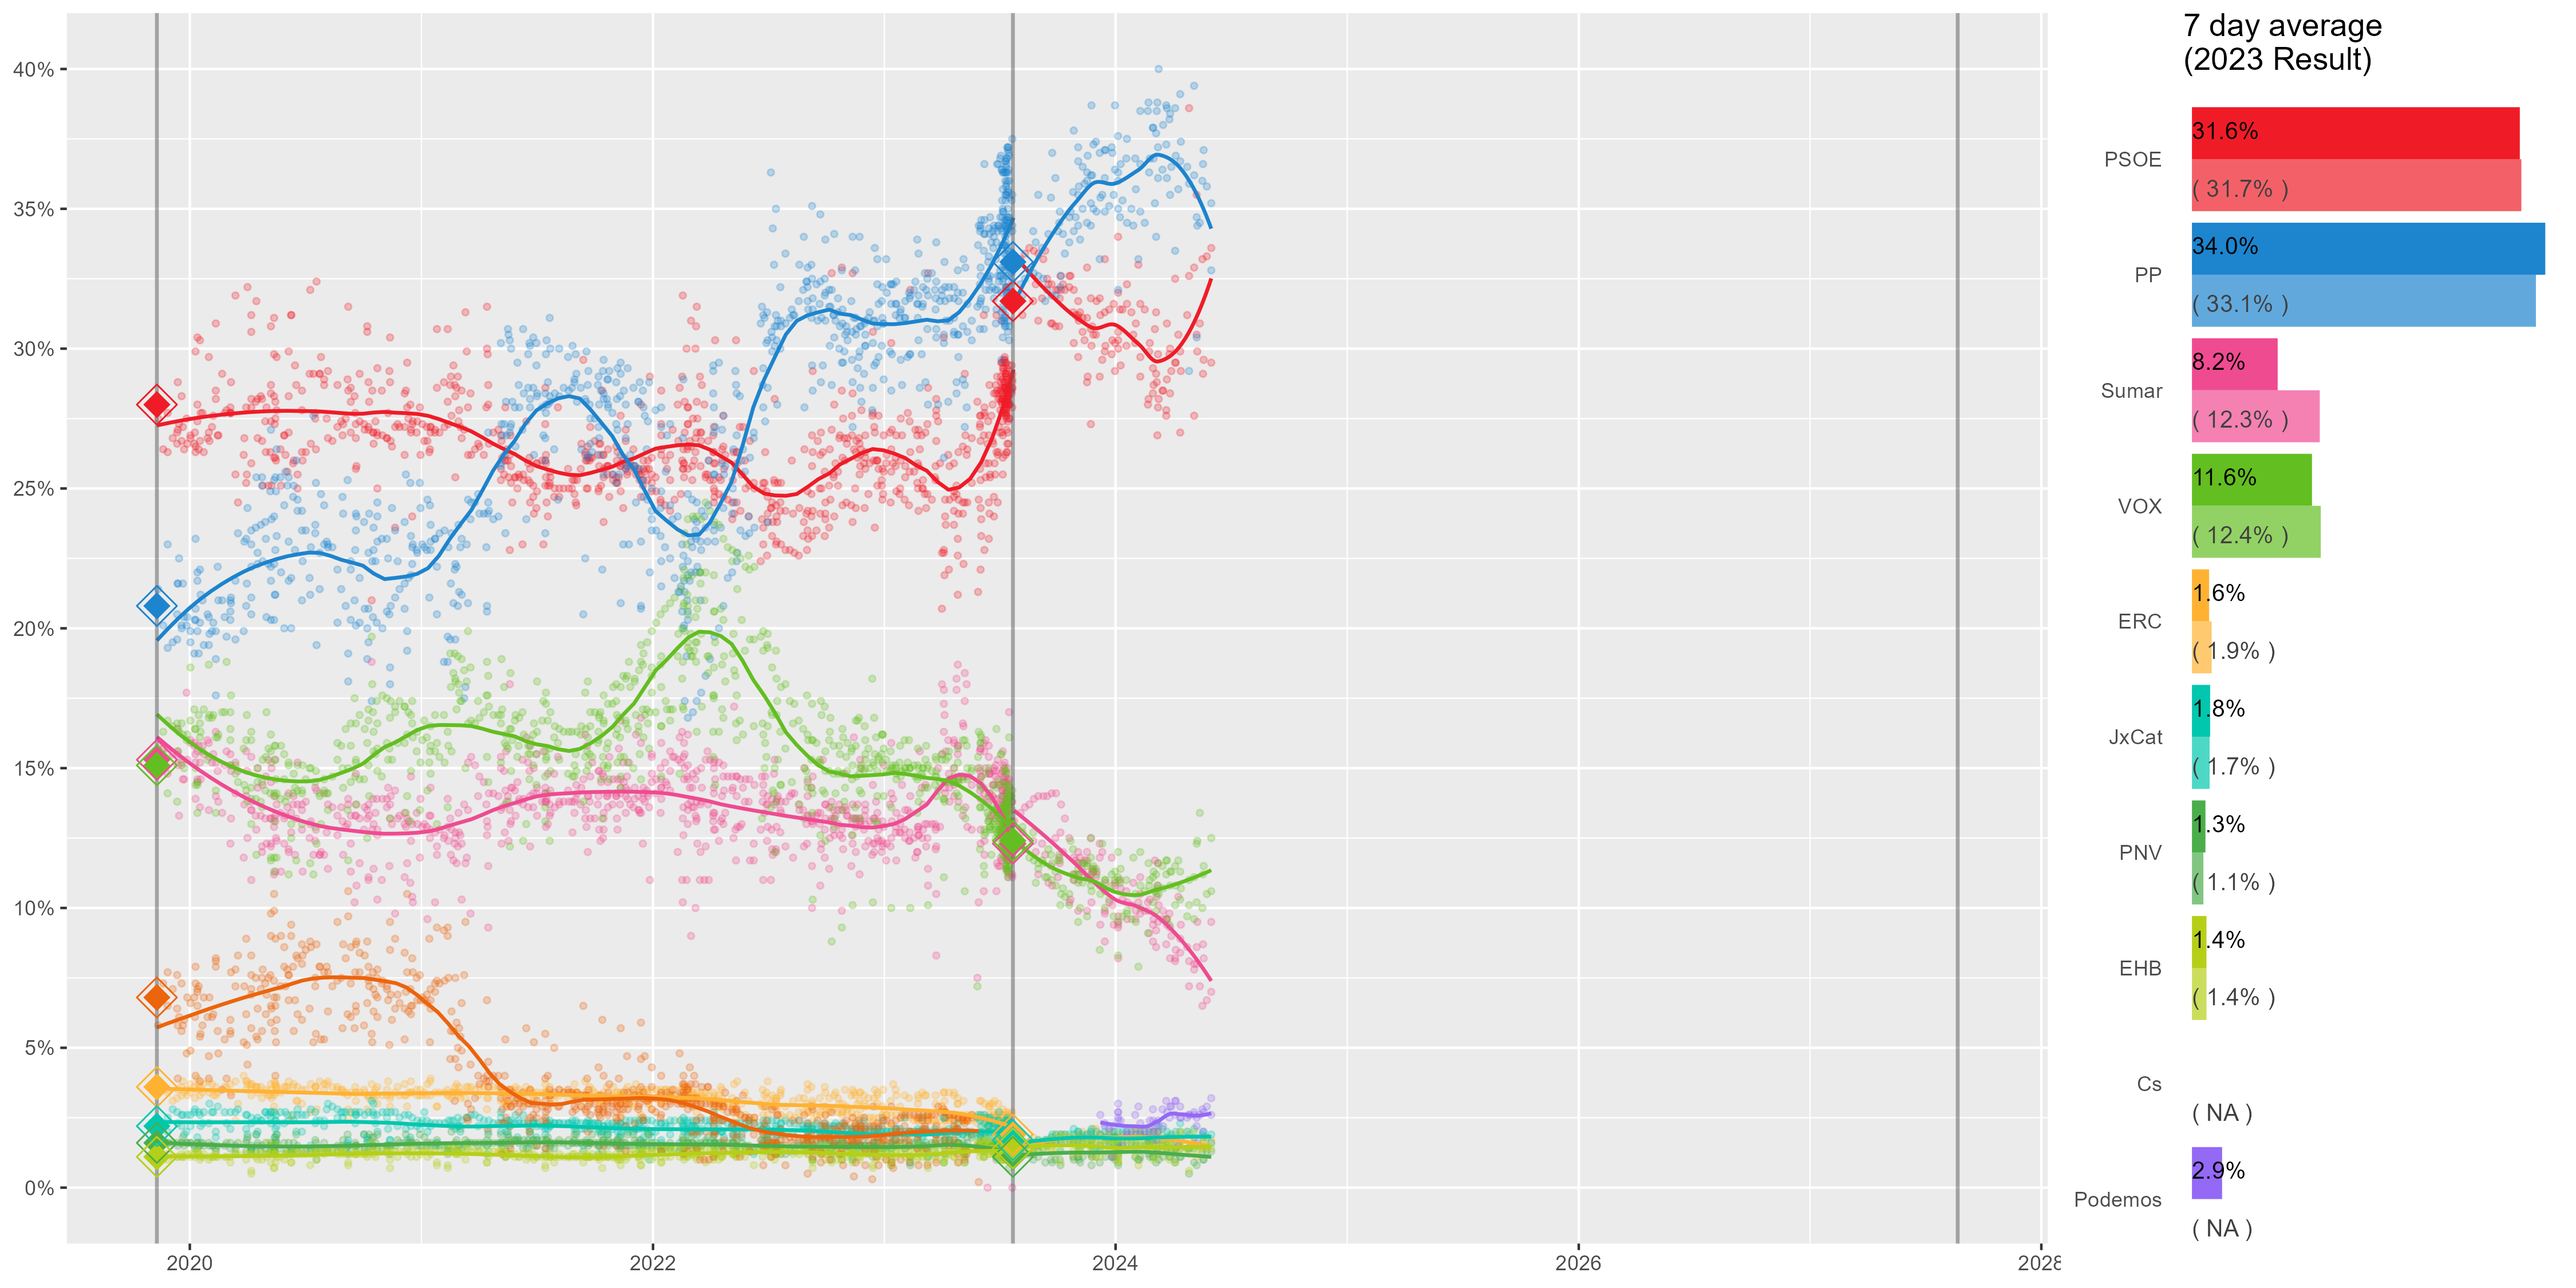 7 day average
(2023 Result)
40%
35%
30%
25%
20%
15%
10%
5%
0%
2020
2022
2024
2026
2028
PSOE
31.6%
( 31.7% )
PP
34.0%
( 33.1% )
Sumar
8.2%
( 12.3% )
VOX
11.6%
( 12.4% )
ERC
1.6%
( 1.9% )
JxCat
1.8%
( 1.7% )
PNV
1.3%
( 1.1% )
EHB
1.4%
( 1.4% )
Cs
( NA )
Podemos
2.9%
( NA )